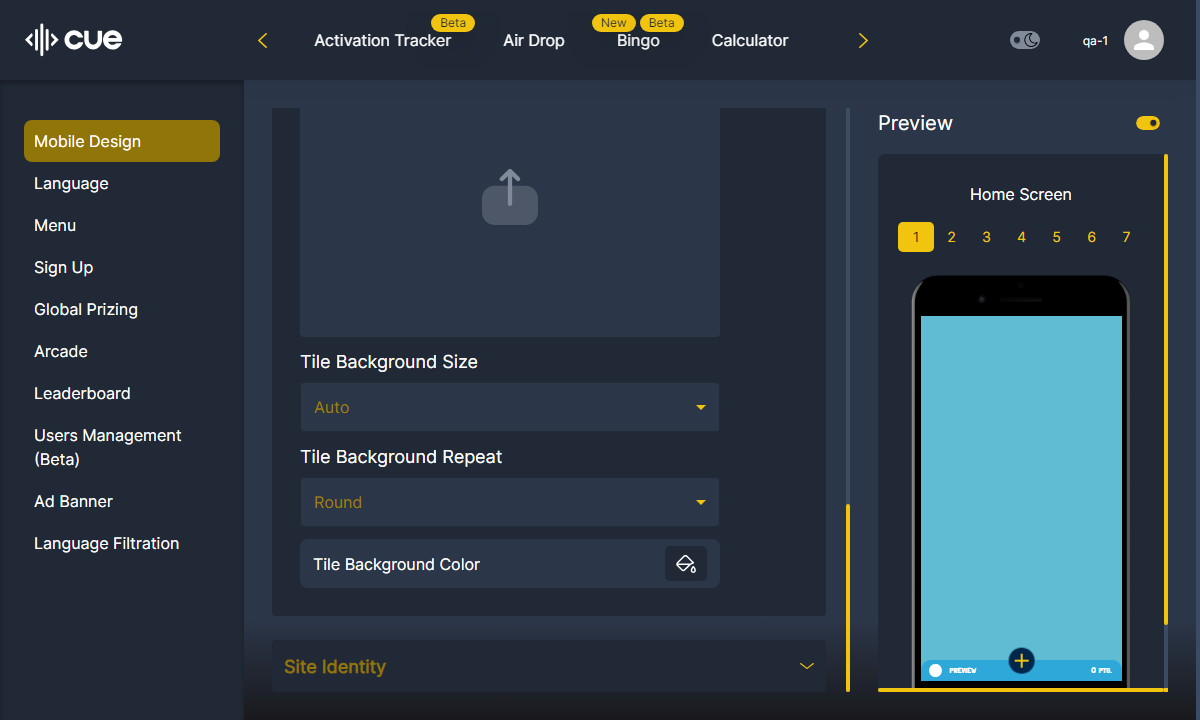 cue
Activation Tracker
Beta
Air Drop
New
Beta
Bingo
Calculator
qa-1
Mobile Design
Language
Menu
Sign Up
Global Prizing
Arcade
Leaderboard
Users Management
(Beta)
Ad Banner
Language Filtration
Tile Background Size
Auto
Tile Background Repeat
Round
Tile Background Color
Site Identity
Preview
Home Screen
1 2 3 4 5 6 7
PREVIEW
0 PTS.